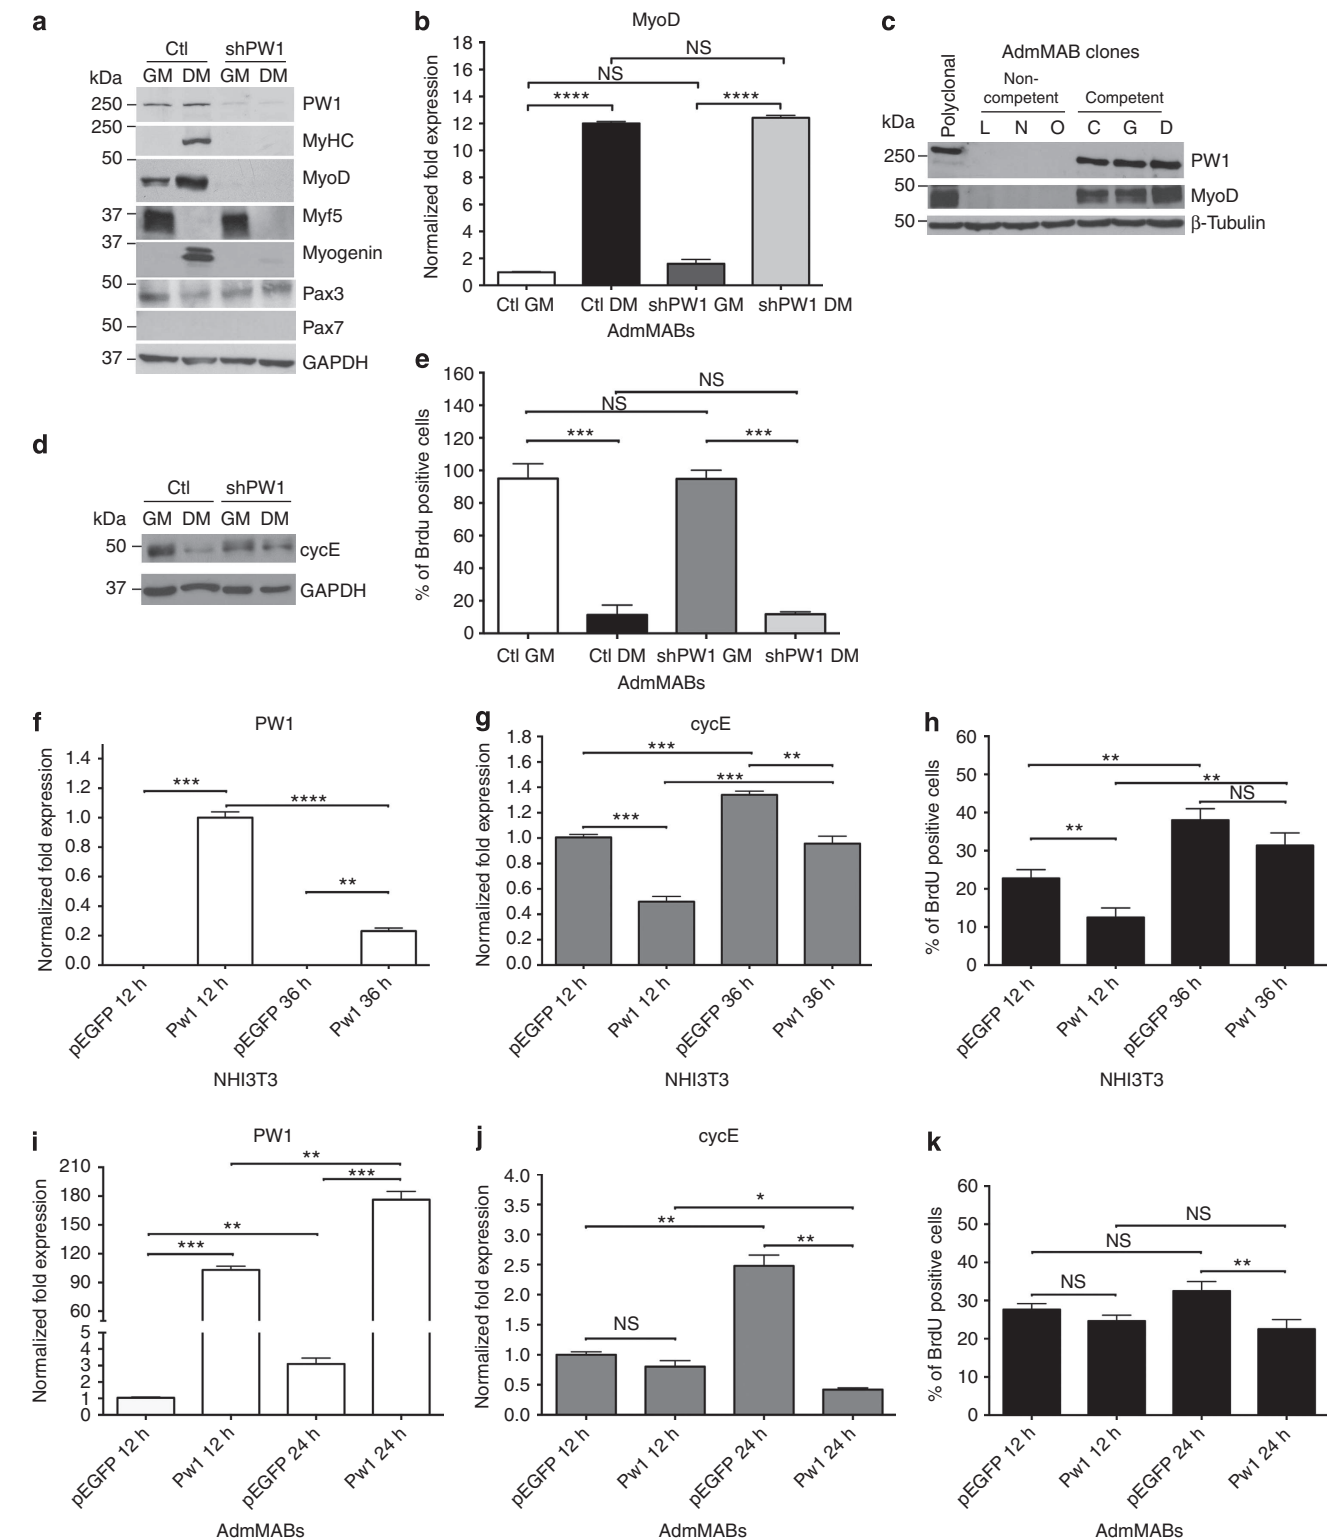 a
Ctl shPW1
kDa GM DM GM DM
250 PW1
250 MyHC
50
MyoD
37 Myf5
37 Myogenin
50 Pax3
50 Pax7
37 GAPDH
b
MyoD
Normalized fold expression
18
16
14
12
10
8
6
4
2
0
NS
NS
**** ****
Ctl GM Ctl DM shPW1 GM shPW1 DM
AdmMABs
c
AdmMAB clones
Polyclonal
Non-
competent Competent
kDa L N O C G D
250 PW1
50 MyoD
50 β-Tubulin
d
Ctl shPW1
kDa GM DM GM DM
50 cycE
37 GAPDH
e
% of Brdu positive cells
160
140
120
100
80
60
40
20
0
NS
NS
*** ***
Ctl GM Ctl DM shPW1 GM shPW1 DM
AdmMABs
f
PW1
Normalized fold expression
1.4
1.2
1.0
0.8
0.6
0.4
0.2
0.0
***
****
**
pEGFP 12 h
Pw1 12 h
pEGFP 36 h
Pw1 36 h
NHI3T3
g
cycE
Normalized fold expression
1.8
1.6
1.4
1.2
1.0
0.8
0.6
0.4
0.2
0.0
***
**
***
***
pEGFP 12 h
Pw1 12 h
pEGFP 36 h
Pw1 36 h
NHI3T3
h
% of BrdU positive cells
60
50
40
30
20
10
0
**
**
NS
**
pEGFP 12 h
Pw1 12 h
pEGFP 36 h
Pw1 36 h
NHI3T3
i
PW1
Normalized fold expression
210
180
150
120
90
60
5
4
3
2
1
0
**
***
**
***
pEGFP 12 h
Pw1 12 h
pEGFP 24 h
Pw1 24 h
AdmMABs
j
cycE
Normalized fold expression
4.0
3.5
3.0
2.5
2.0
1.5
1.0
0.5
0.0
*
**
**
NS
pEGFP 12 h
Pw1 12 h
pEGFP 24 h
Pw1 24 h
AdmMABs
k
% of BrdU positive cells
60
50
40
30
20
10
0
NS
NS
**
NS
pEGFP 12 h
Pw1 12 h
pEGFP 24 h
Pw1 24 h
AdmMABs